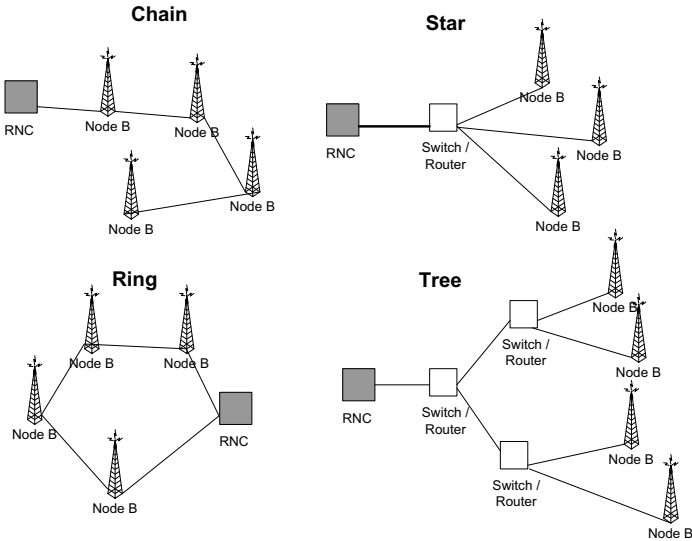 Chain
RNC
Node B
Node B
Node B
Node B
Star
RNC
Switch /
Router
Node B
Node B
Node B
Ring
Node B
Node B
Node B
RNC
Node B
Tree
RNC
Switch /
Router
Switch /
Router
Node B
Node B
Switch /
Router
Node B
Node B